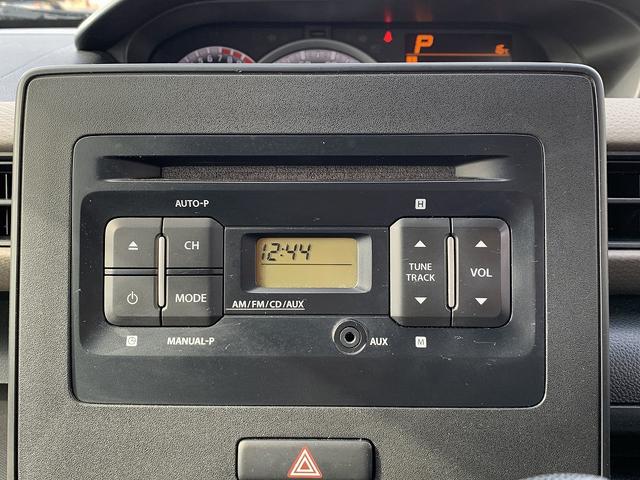 P
AUTO-P
H
CH
12:44
TUNE
TRACK
VOL
MODE
AM/FM/CD/AUX
MANUAL-P
AUX
M